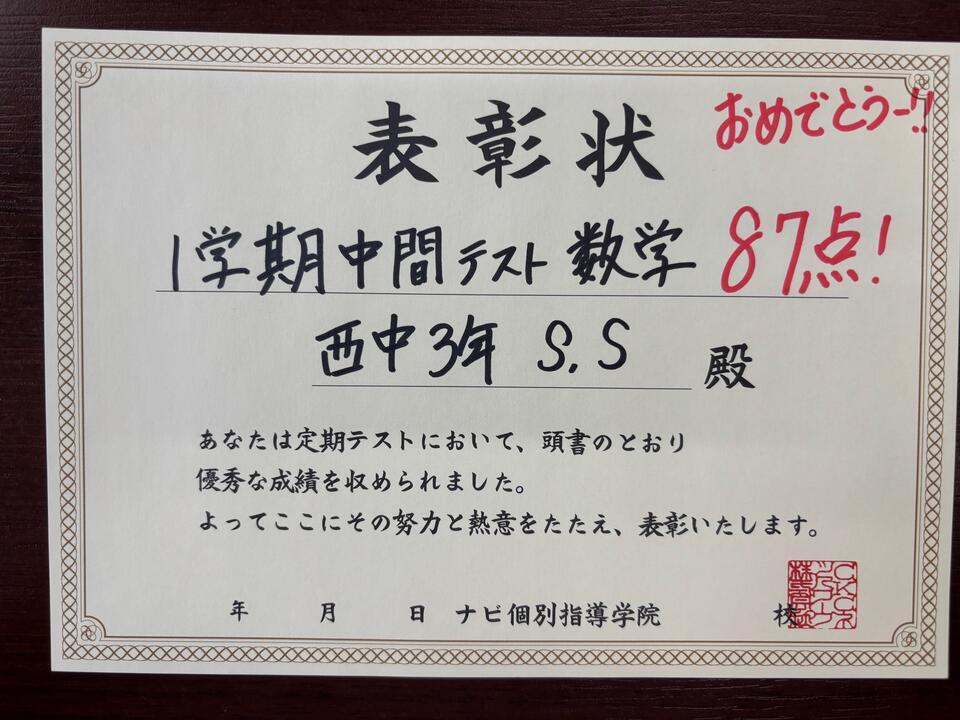 表彰状
おめでとうー!!
1学期中間テスト 数学 87点!
西中3年 S.S 殿
あなたは定期テストにおいて、頭書のとおり
優秀な成績を収められました。
よってここにその努力と熱意をたたえ、表彰いたします。
年 月 日 ナビ個別指導学院 校